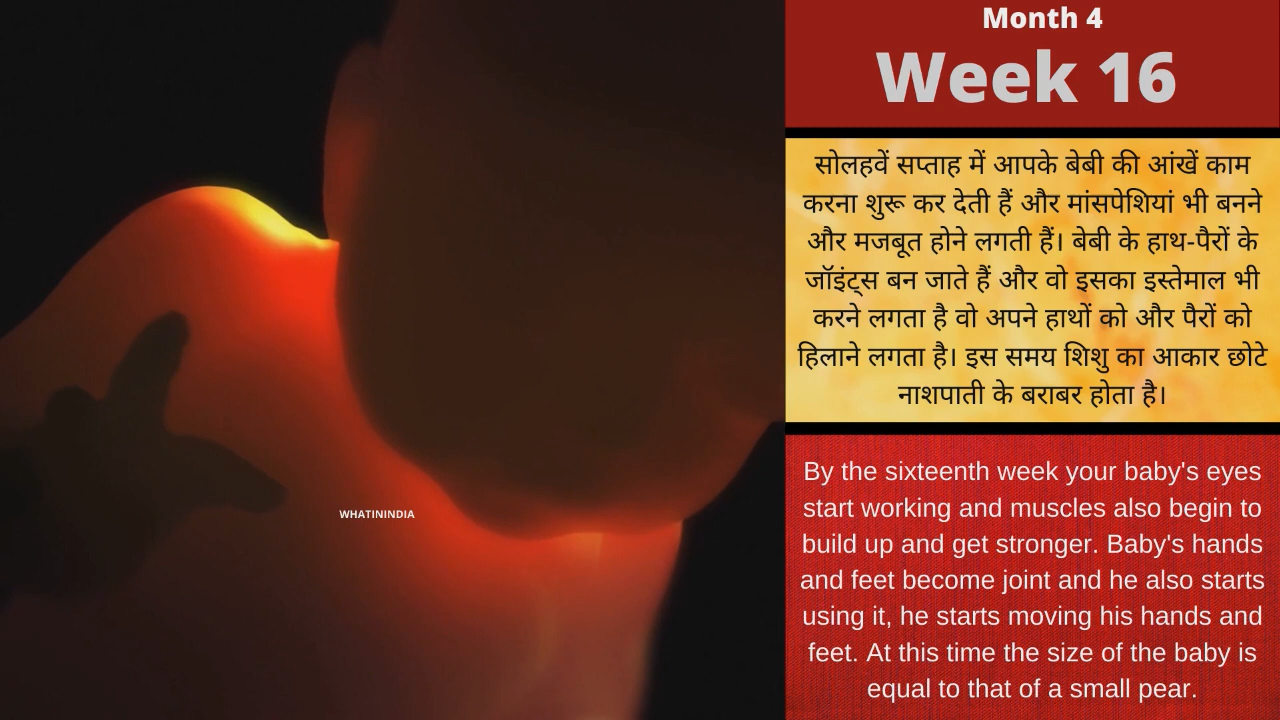 Month 4
Week 16
सोलहवें सप्ताह में आपके बेबी की आंखें काम
करना शुरू कर देती हैं और मांसपेशियां भी बनने
और मजबूत होने लगती हैं। बेबी के हाथ-पैरों के
जॉइंट्स बन जाते हैं और वो इसका इस्तेमाल भी
करने लगता है वो अपने हाथों को और पैरों को
हिलाने लगता है। इस समय शिशु का आकार छोटे
नाशपाती के बराबर होता है।
WHATININDIA
By the sixteenth week your baby's eyes
start working and muscles also begin to
build up and get stronger. Baby's hands
and feet become joint and he also starts
using it, he starts moving his hands and
feet. At this time the size of the baby is
equal to that of a small pear.